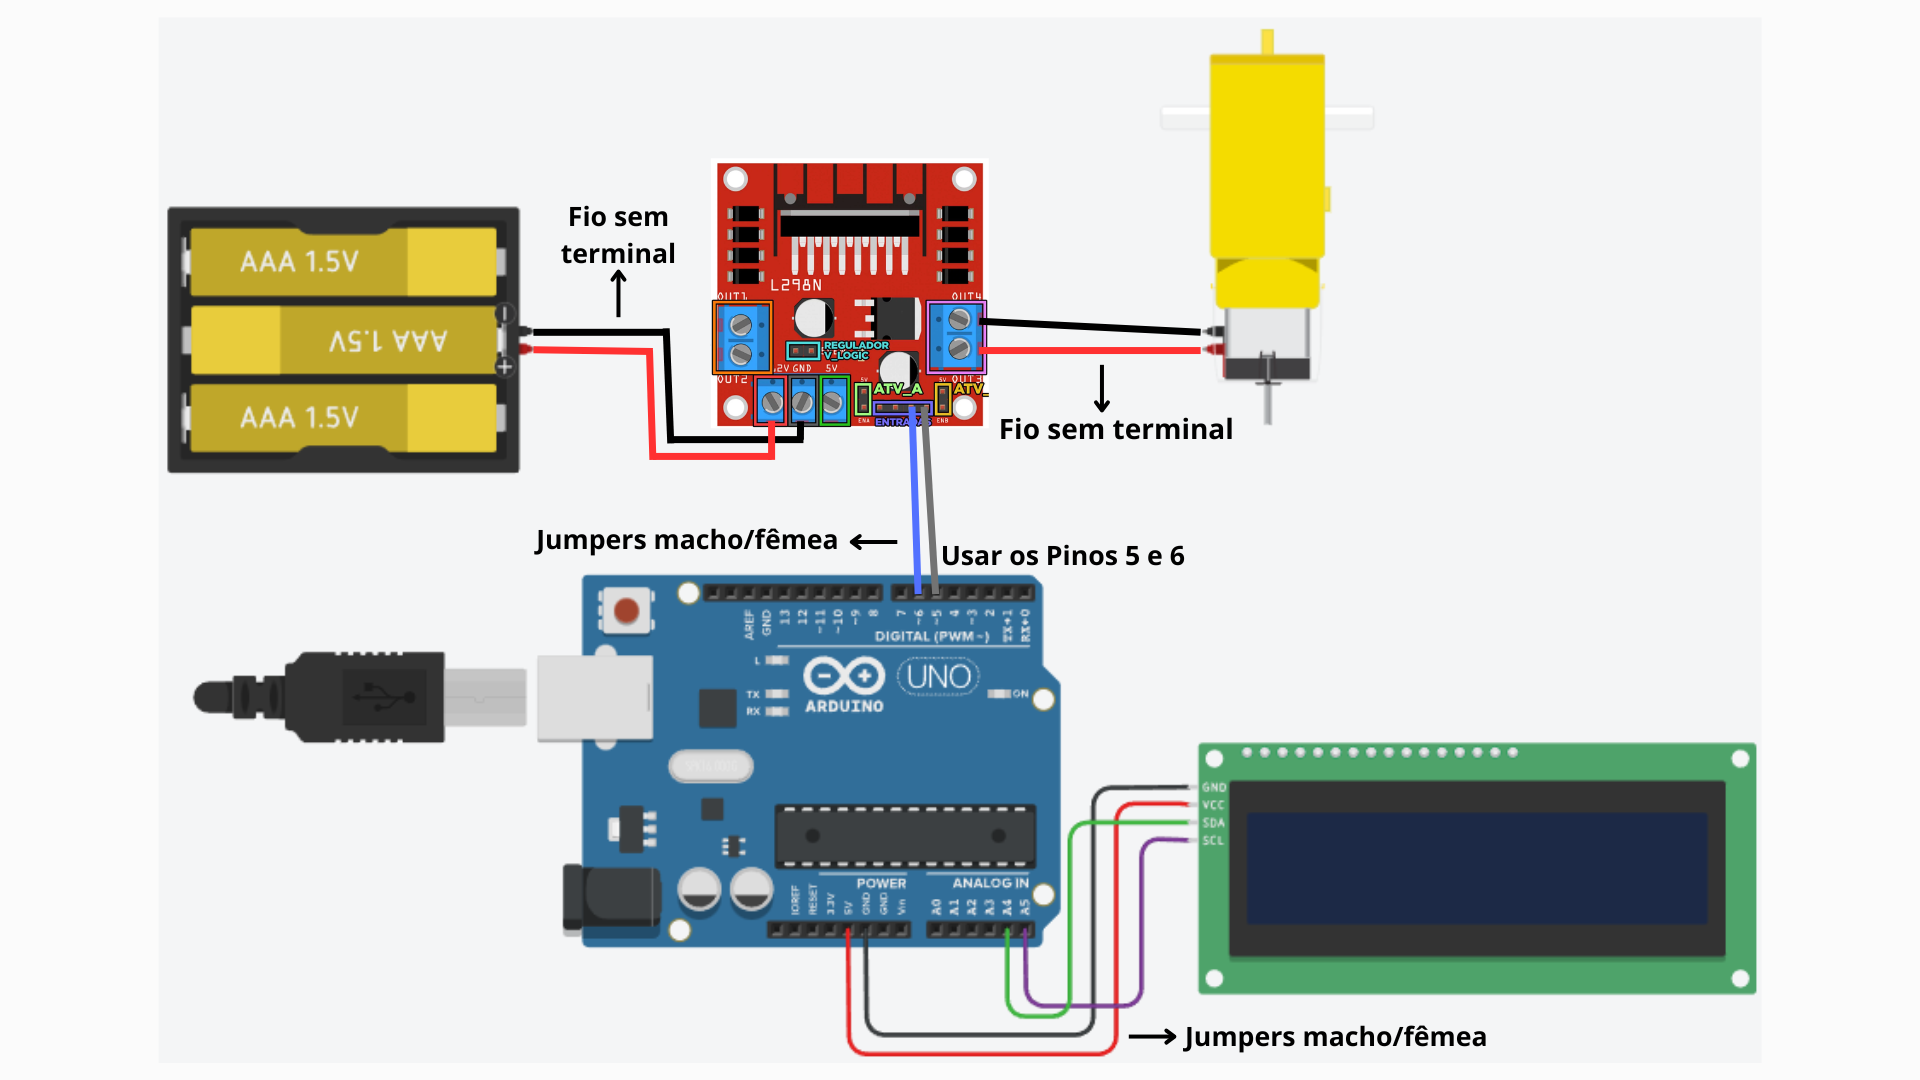 Fio sem
terminal
AAA 1.5V
AAA 1.5V
AAA 1.5V
L298N
OUT1
OUT4
REGULADOR
V_LOGIC
OUT2
12V GND 5V
5V
ATV_A
5V
OUT3
ATV_
ENA
ENTRADAS
ENB
Fio sem terminal
Jumpers macho/fêmea
Usar os Pinos 5 e 6
AREF
GND
13
12
~11
~10
~9
8
7
~6
~5
4
~3
2
TX→1
RX←0
DIGITAL (PWM ~)
L
TX
RX
ARDUINO
UNO
ON
POWER
ANALOG IN
IOREF
RESET
3.3V
5V
GND
GND
Vin
A0
A1
A2
A3
A4
A5
GND
VCC
SDA
SCL
Jumpers macho/fêmea